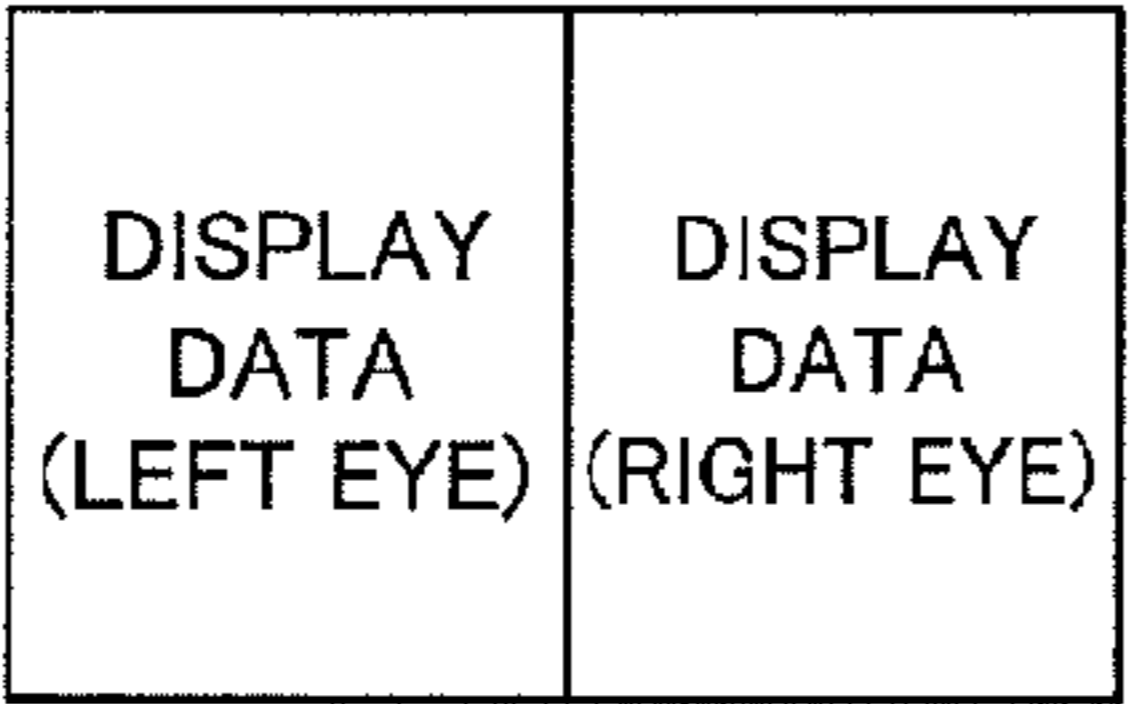 DISPLAY
DATA
(LEFT EYE)
DISPLAY
DATA
(RIGHT EYE)